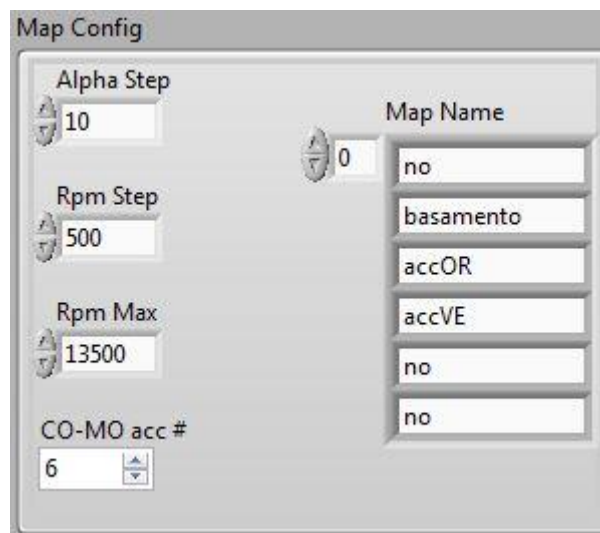 Map Config
Alpha Step
10
Rpm Step
500
Rpm Max
13500
CO-MO acc #
6
Map Name
0
no
basamento
accOR
accVE
no
no